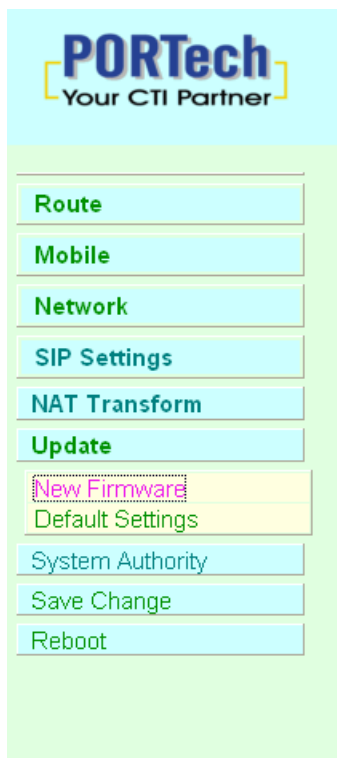 PORTech
Your CTI Partner
Route
Mobile
Network
SIP Settings
NAT Transform
Update
New Firmware
Default Settings
System Authority
Save Change
Reboot